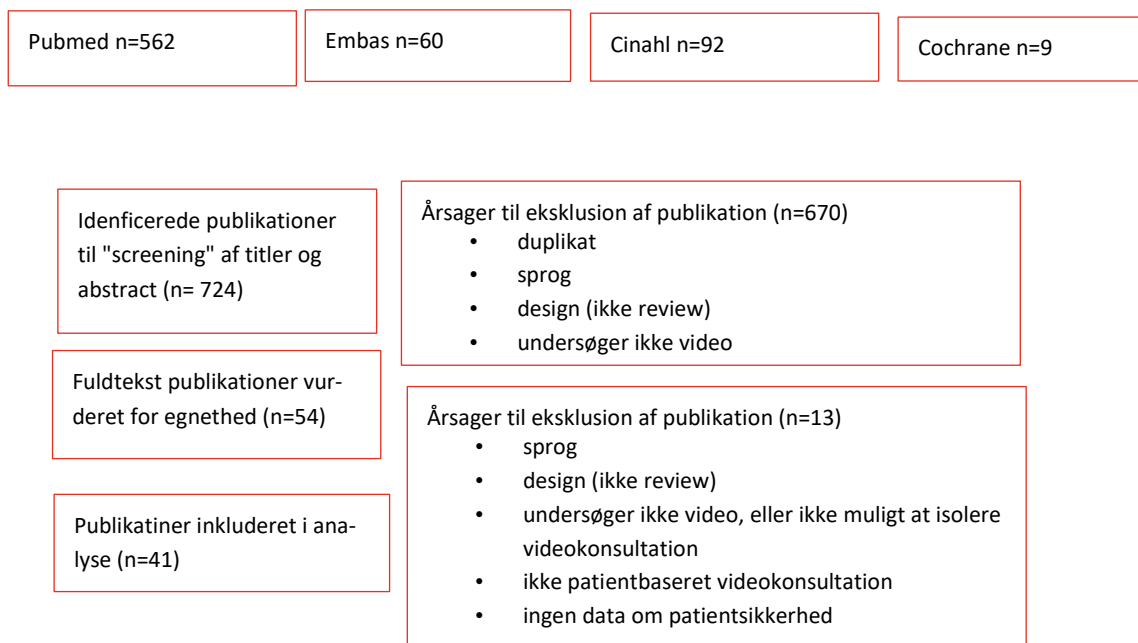 Pubmed n=562
Embas n=60
Cinahl n=92
Cochrane n=9
Idenficerede publikationer
til "screening" af titler og
abstract (n= 724)
Årsager til eksklusion af publikation (n=670)
• duplikat
• sprog
• design (ikke review)
• undersøger ikke video
Fuldtekst publikationer vur-
deret for egnethed (n=54)
Årsager til eksklusion af publikation (n=13)
• sprog
• design (ikke review)
• undersøger ikke video, eller ikke muligt at isolere
videokonsultation
• ikke patientbaseret videokonsultation
• ingen data om patientsikkerhed
Publikatiner inkluderet i ana-
lyse (n=41)